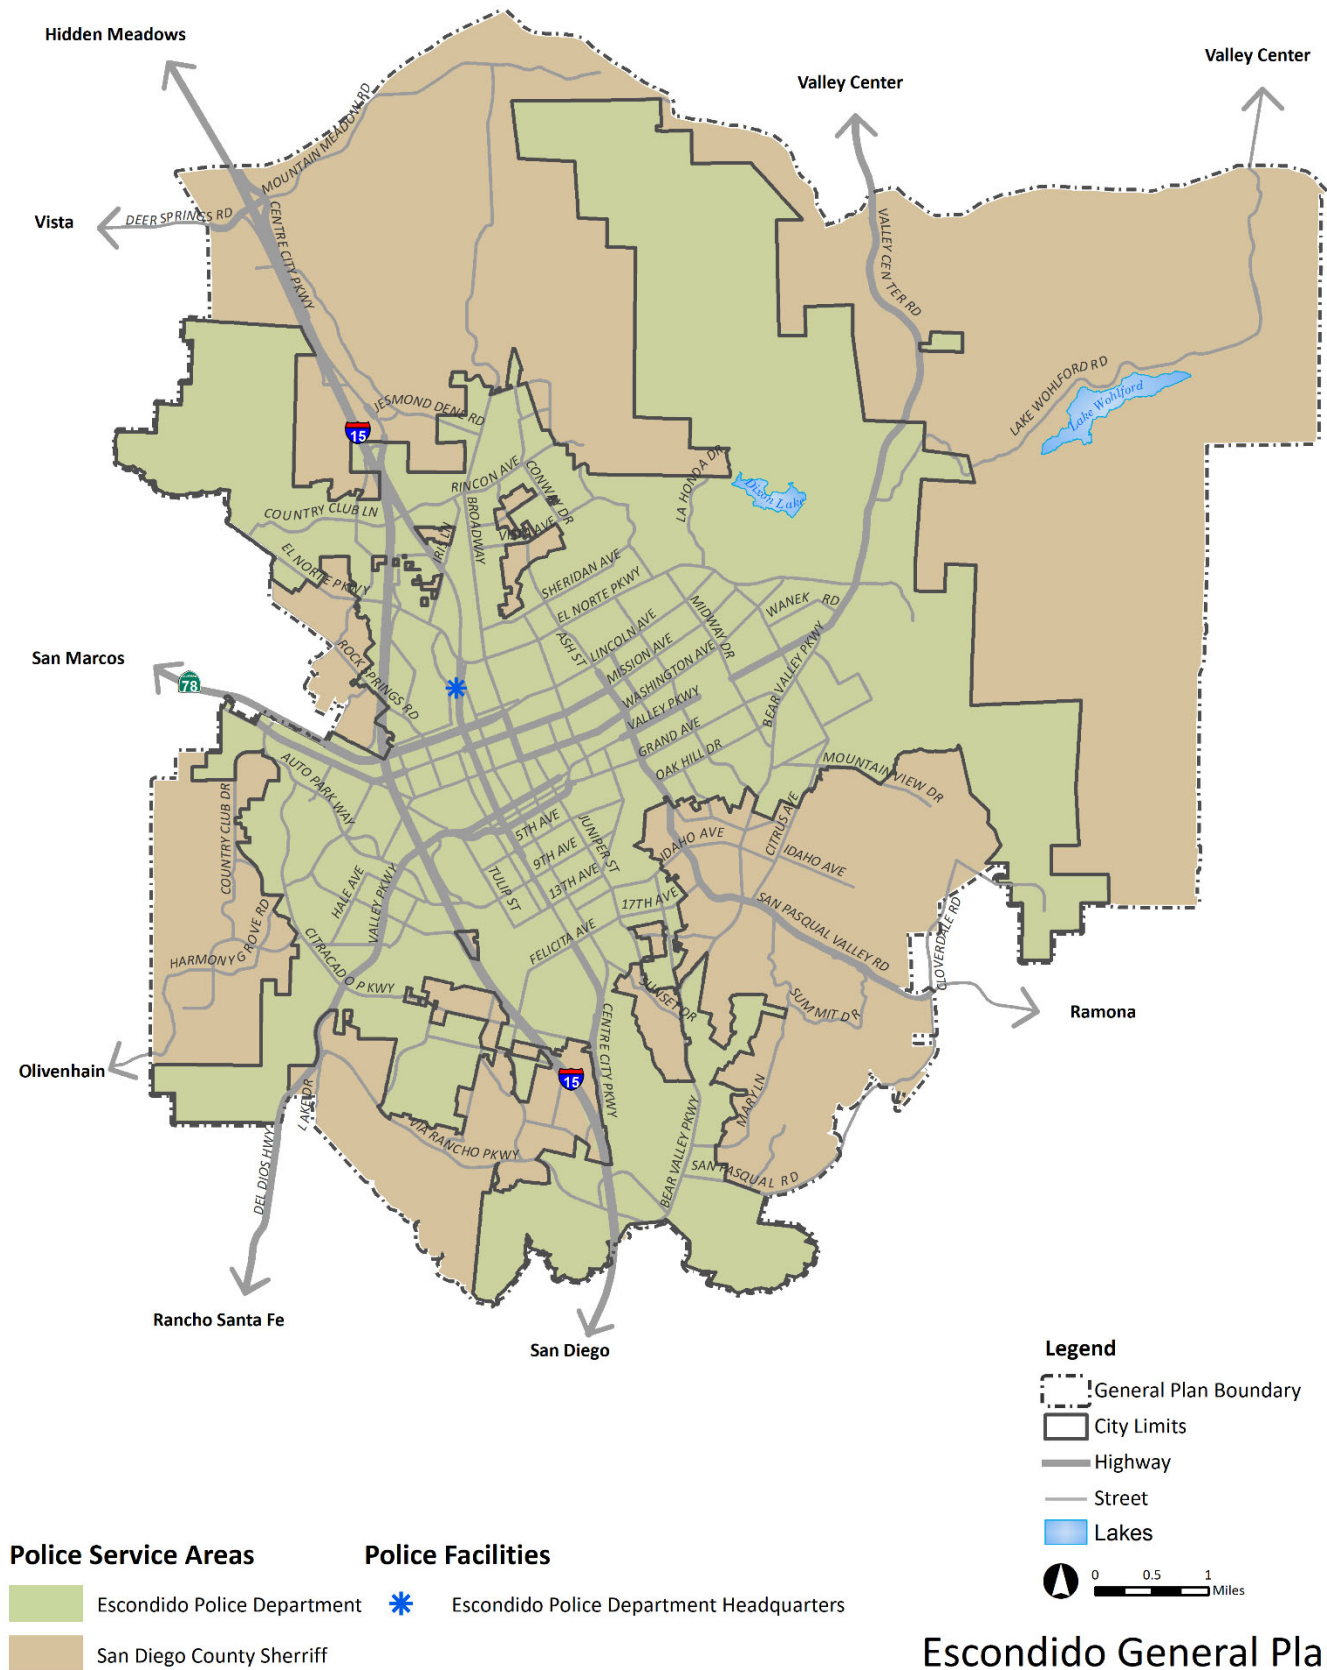 Hidden Meadows
Valley Center
Valley Center
MOUNTAIN MEADOW RD
Vista
DEER SPRINGS RD
CENTRE CITY PKWY
VALLEY CENTER RD
LAKE WOHLFORD RD
Lake Wohlford
JESMOND DENE RD
15
RINCON AVE
CONWAY DR
LA HONDA DR
Dixon Lake
COUNTRY CLUB LN
BROADWAY
IRIS LN
VISTA AVE
EL NORTE PKWY
SHERIDAN AVE
EL NORTE PKWY
MIDWAY DR
WANEK RD
ASH ST
LINCOLN AVE
MISSION AVE
WASHINGTON AVE
VALLEY PKWY
BEAR VALLEY PKWY
San Marcos
78
ROCK SPRINGS RD
GRAND AVE
OAK HILL DR
MOUNTAIN VIEW DR
AUTO PARK WAY
COUNTRY CLUB DR
CITRUS AVE
5TH AVE
JUNIPER ST
IDAHO AVE
IDAHO AVE
9TH AVE
TULIP ST
13TH AVE
HALE AVE
VALLEY PKWY
17TH AVE
SAN PASQUAL VALLEY RD
CLOVERDALE RD
FELICITA AVE
HARMONY GROVE RD
CITRACADO PKWY
SUNSET DR
SUMMIT DR
Ramona
Olivenhain
CENTRE CITY PKWY
15
LAKE DR
MARY LN
VIA RANCHO PKWY
BEAR VALLEY PKWY
SAN PASQUAL RD
DEL DIOS HWY
Rancho Santa Fe
San Diego
Legend
General Plan Boundary
City Limits
Highway
Street
Lakes
0 0.5 1
Miles
Police Service Areas
Police Facilities
Escondido Police Department
Escondido Police Department Headquarters
San Diego County Sherriff
Escondido General Pla